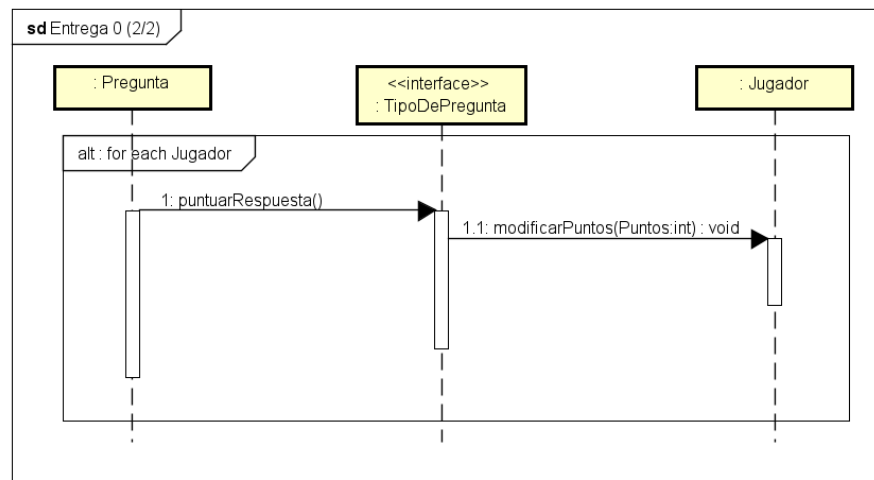 sd Entrega 0 (2/2)
: Pregunta
<<interface>>
: TipoDePregunta
: Jugador
alt : for each Jugador
1: puntuarRespuesta()
1.1: modificarPuntos(Puntos:int) : void